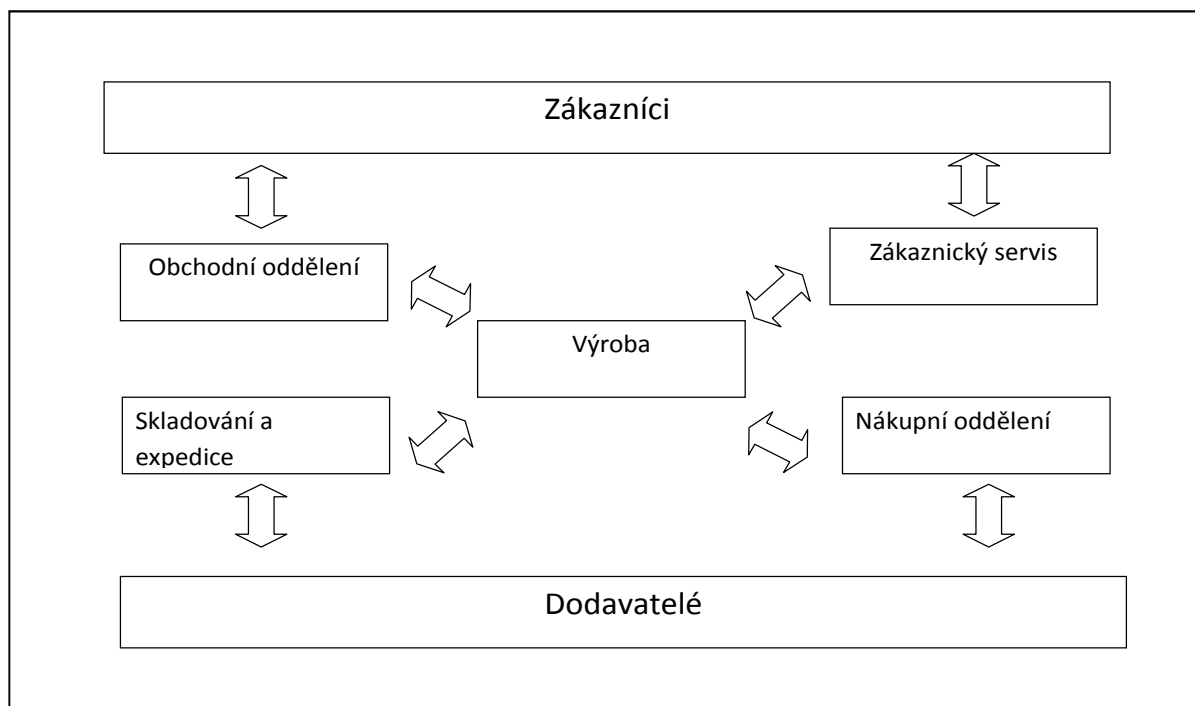 Zákazníci
Obchodní oddělení
Zákaznický servis
Výroba
Skladování a
expedice
Nákupní oddělení
Dodavatelé